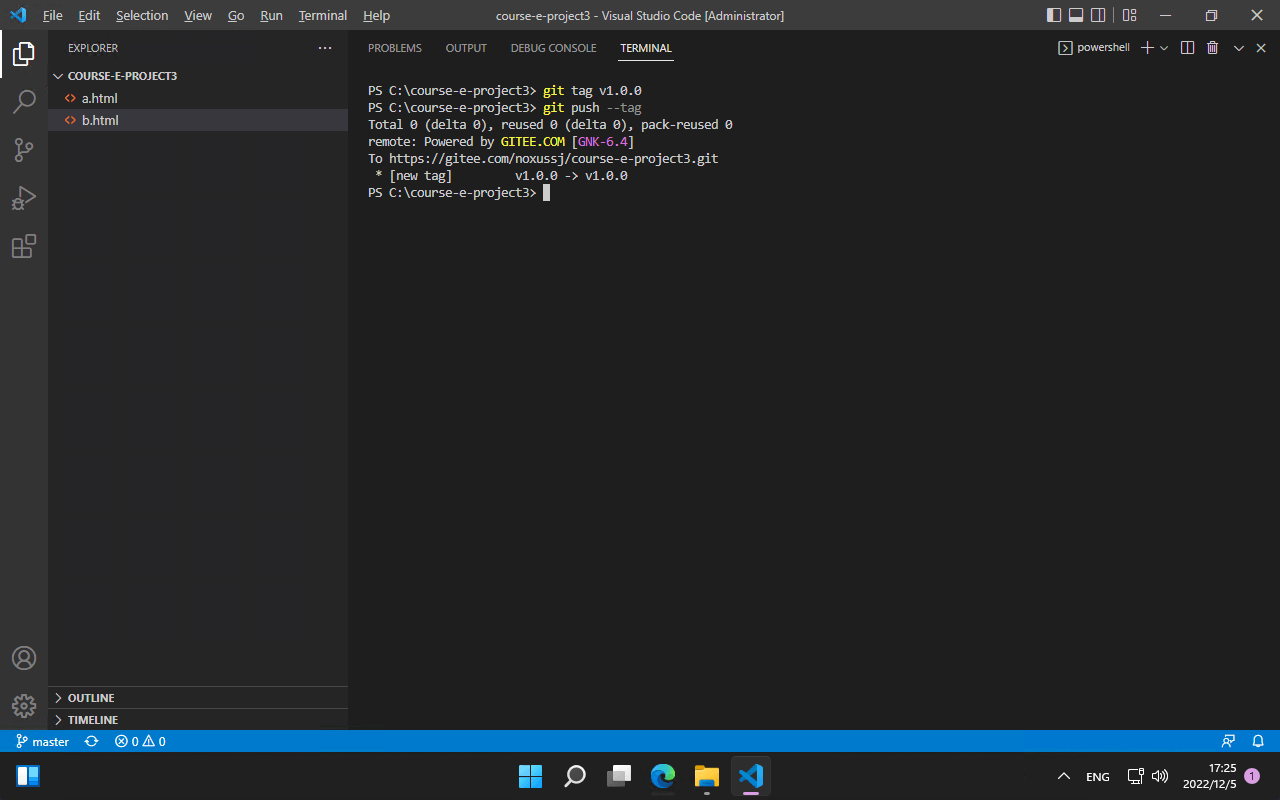 File Edit Selection View Go Run Terminal Help course-e-project3 - Visual Studio Code [Administrator]
EXPLORER
COURSE-E-PROJECT3
a.html
b.html
OUTLINE
TIMELINE
PROBLEMS OUTPUT DEBUG CONSOLE TERMINAL powershell
PS C:\course-e-project3> git tag v1.0.0
PS C:\course-e-project3> git push --tag
Total 0 (delta 0), reused 0 (delta 0), pack-reused 0
remote: Powered by GITEE.COM [GNK-6.4]
To https://gitee.com/noxussj/course-e-project3.git
* [new tag] v1.0.0 -> v1.0.0
PS C:\course-e-project3>
master 0 0
ENG 17:25 1
2022/12/5